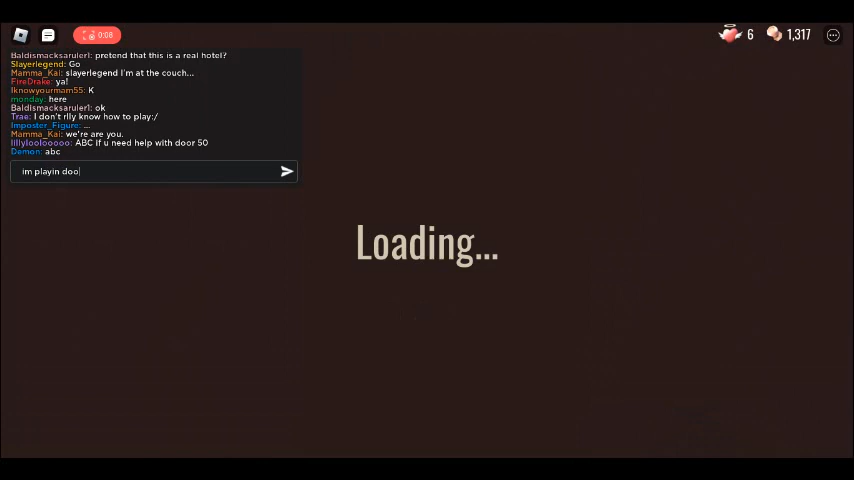 0:08
6
1,317
Baldismacksaruler1: pretend that this is a real hotel?
Slayerlegend: Go
Mamma_Kai: slayerlegend I'm at the couch...
FireDrake: ya!
Iknowyourmam55: K
monday: here
Baldismacksaruler1: ok
Trae: I don't rlly know how to play:/
Imposter_Figure: ...
Mamma_Kai: we're are you.
lillyloolooooo: ABC if u need help with door 50
Demon: abc
im playin doo
Loading...